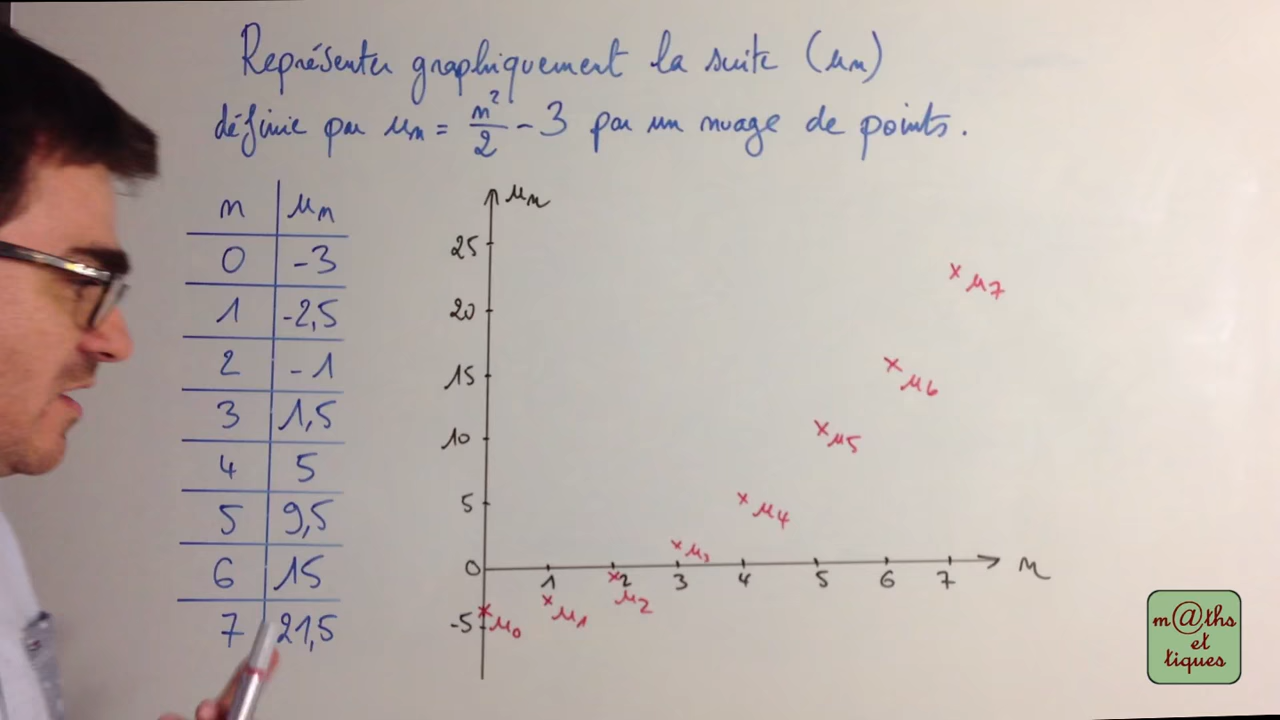 Représenter graphiquement la suite (un)
définie par un = n²/2 - 3 par un nuage de points.
n un
0 -3
1 -2,5
2 -1
3 1,5
4 5
5 9,5
6 15
7 21,5
un
25
20
15
10
5
0
-5
1 2 3 4 5 6 7 n
u0 u1 u2 u3 u4 u5 u6 u7
m@ths
et
tiques